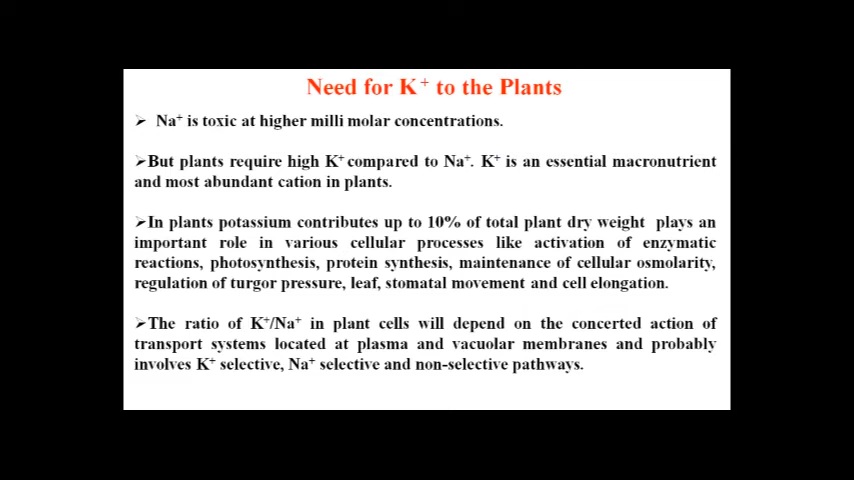 Need for K⁺ to the Plants
➢ Na⁺ is toxic at higher milli molar concentrations.
➢But plants require high K⁺ compared to Na⁺. K⁺ is an essential macronutrient
and most abundant cation in plants.
➢In plants potassium contributes up to 10% of total plant dry weight plays an
important role in various cellular processes like activation of enzymatic
reactions, photosynthesis, protein synthesis, maintenance of cellular osmolarity,
regulation of turgor pressure, leaf, stomatal movement and cell elongation.
➢The ratio of K⁺/Na⁺ in plant cells will depend on the concerted action of
transport systems located at plasma and vacuolar membranes and probably
involves K⁺ selective, Na⁺ selective and non-selective pathways.